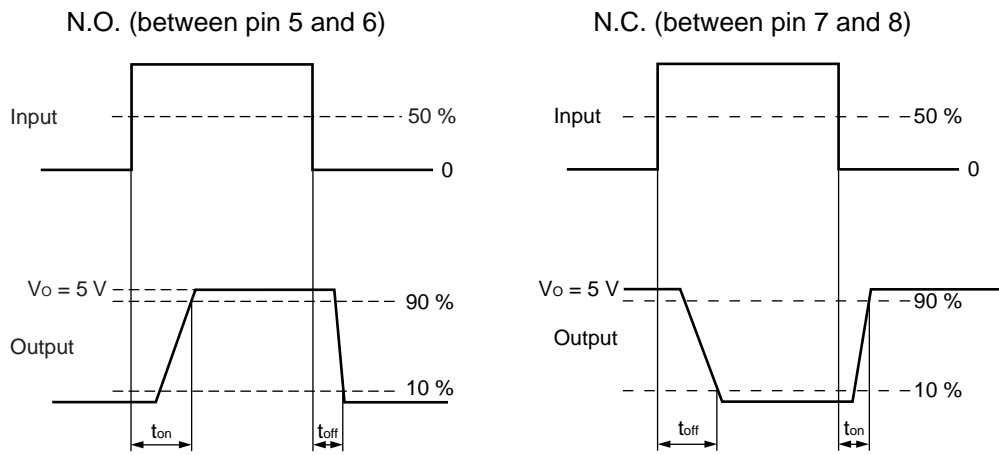 N.O. (between pin 5 and 6)
Input
50 %
0
VO = 5 V
90 %
Output
10 %
ton
toff
N.C. (between pin 7 and 8)
Input
50 %
0
VO = 5 V
90 %
Output
10 %
toff
ton